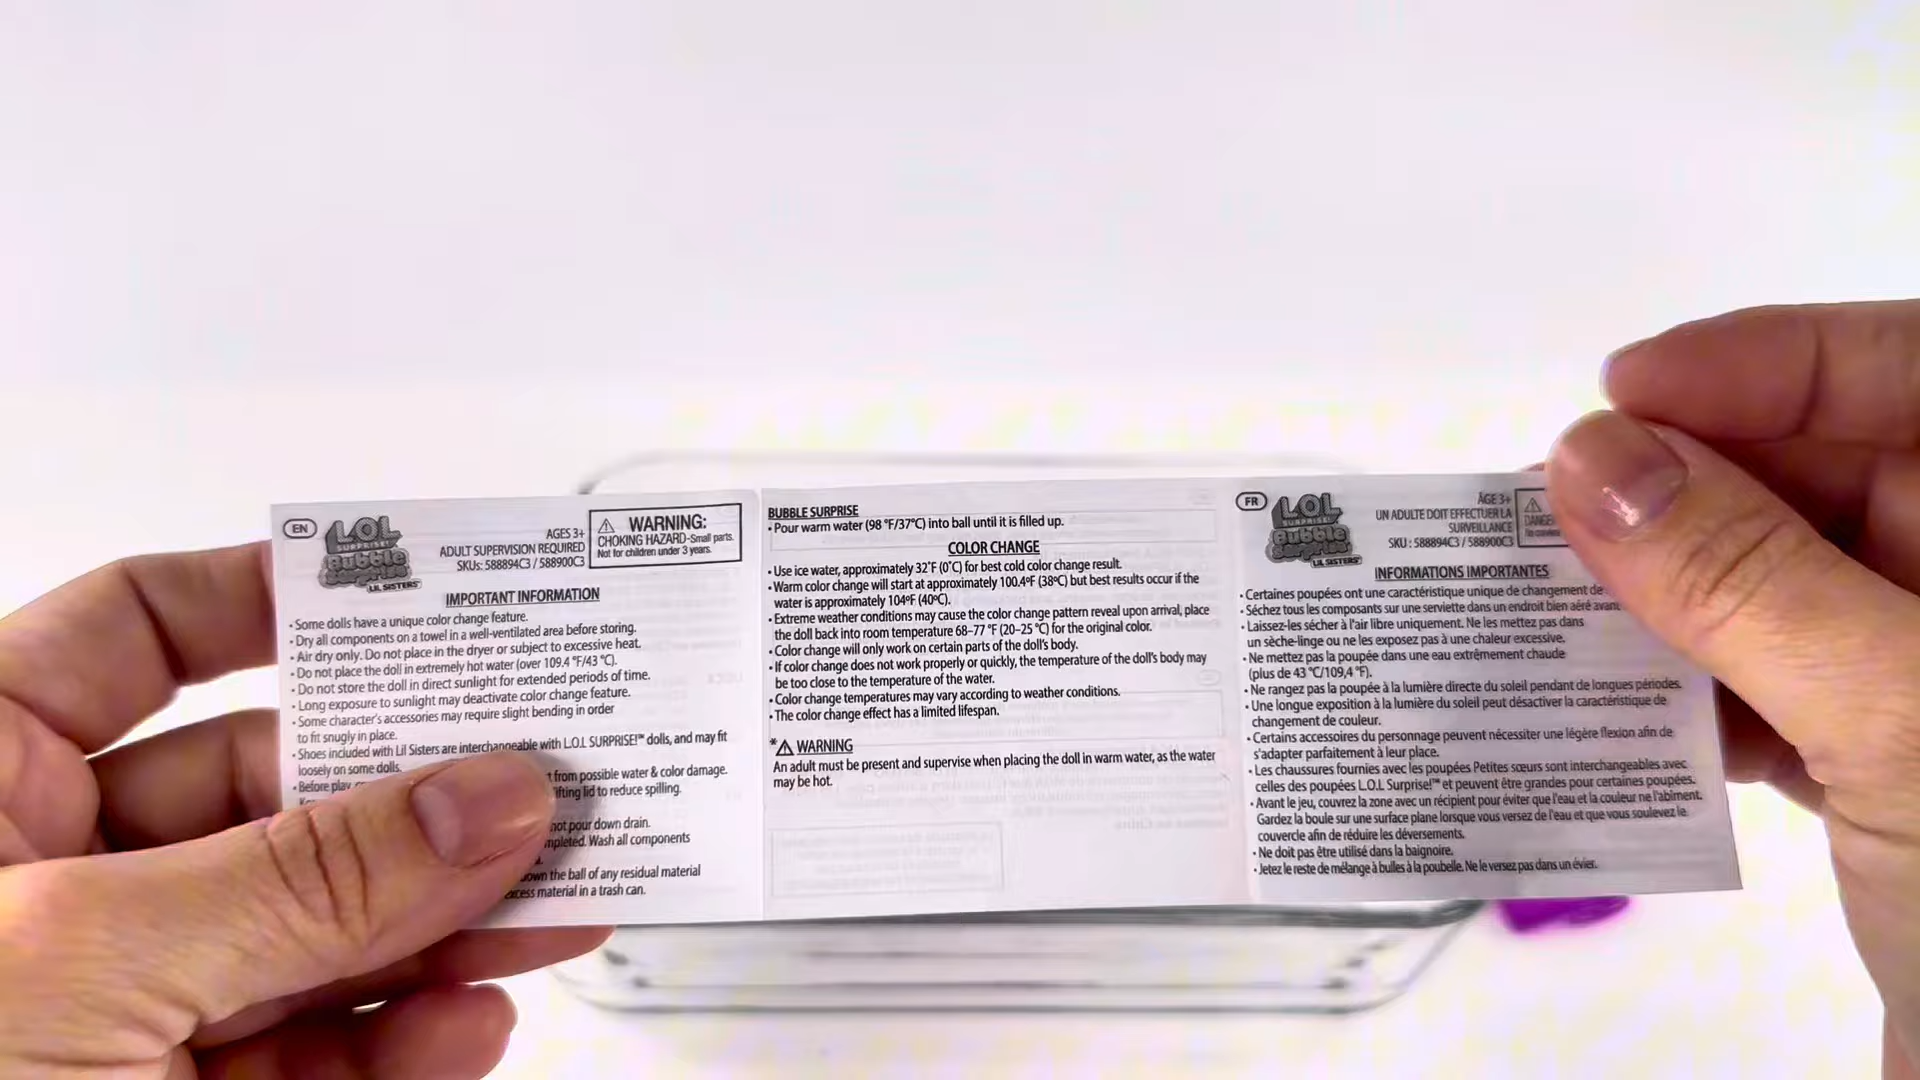 EN
L.O.L.
SURPRISE!
Bubble
Surprise
LIL SISTERS
AGES 3+
ADULT SUPERVISION REQUIRED
SKUs: 588894C3 / 588900C3
WARNING:
CHOKING HAZARD-Small parts.
Not for children under 3 years.
IMPORTANT INFORMATION
• Some dolls have a unique color change feature.
• Dry all components on a towel in a well-ventilated area before storing.
• Air dry only. Do not place in the dryer or subject to excessive heat.
• Do not place the doll in extremely hot water (over 109.4 °F/43 °C).
• Do not store the doll in direct sunlight for extended periods of time.
• Long exposure to sunlight may deactivate color change feature.
• Some character's accessories may require slight bending in order
to fit snugly in place.
• Shoes included with Lil Sisters are interchangeable with L.O.L. SURPRISE!™ dolls, and may fit
loosely on some dolls.
• Before play
from possible water & color damage.
lid to reduce spilling.
not pour down drain.
Wash all components
the ball of any residual material
material in a trash can.
BUBBLE SURPRISE
• Pour warm water (98 °F/37°C) into ball until it is filled up.
COLOR CHANGE
• Use ice water, approximately 32˚F (0˚C) for best cold color change result.
• Warm color change will start at approximately 100.4ºF (38ºC) but best results occur if the
water is approximately 104ºF (40ºC).
• Extreme weather conditions may cause the color change pattern reveal upon arrival, place
the doll back into room temperature 68–77 °F (20–25 °C) for the original color.
• Color change will only work on certain parts of the doll's body.
• If color change does not work properly or quickly, the temperature of the doll's body may
be too close to the temperature of the water.
• Color change temperatures may vary according to weather conditions.
• The color change effect has a limited lifespan.
*⚠ WARNING
An adult must be present and supervise when placing the doll in warm water, as the water
may be hot.
FR
L.O.L.
SURPRISE!
Bubble
Surprise
LIL SISTERS
ÂGE 3+
UN ADULTE DOIT EFFECTUER LA
SURVEILLANCE
SKU : 588894C3 / 588900C3
INFORMATIONS IMPORTANTES
• Certaines poupées ont une caractéristique unique de changement de
• Séchez tous les composants sur une serviette dans un endroit bien aéré avant
• Laissez-les sécher à l'air libre uniquement. Ne les mettez pas dans
un sèche-linge ou ne les exposez pas à une chaleur excessive.
• Ne mettez pas la poupée dans une eau extrêmement chaude
(plus de 43 °C/109,4 °F).
• Ne rangez pas la poupée à la lumière directe du soleil pendant de longues périodes.
• Une longue exposition à la lumière du soleil peut désactiver la caractéristique de
changement de couleur.
• Certains accessoires du personnage peuvent nécessiter une légère flexion afin de
s'adapter parfaitement à leur place.
• Les chaussures fournies avec les poupées Petites sœurs sont interchangeables avec
celles des poupées L.O.L Surprise!™ et peuvent être grandes pour certaines poupées.
• Avant le jeu, couvrez la zone avec un récipient pour éviter que l'eau et la couleur ne l'abiment.
Gardez la boule sur une surface plane lorsque vous versez de l'eau et que vous soulevez le
couvercle afin de réduire les déversements.
• Ne doit pas être utilisé dans la baignoire.
• Jetez le reste de mélange à bulles à la poubelle. Ne le versez pas dans un évier.